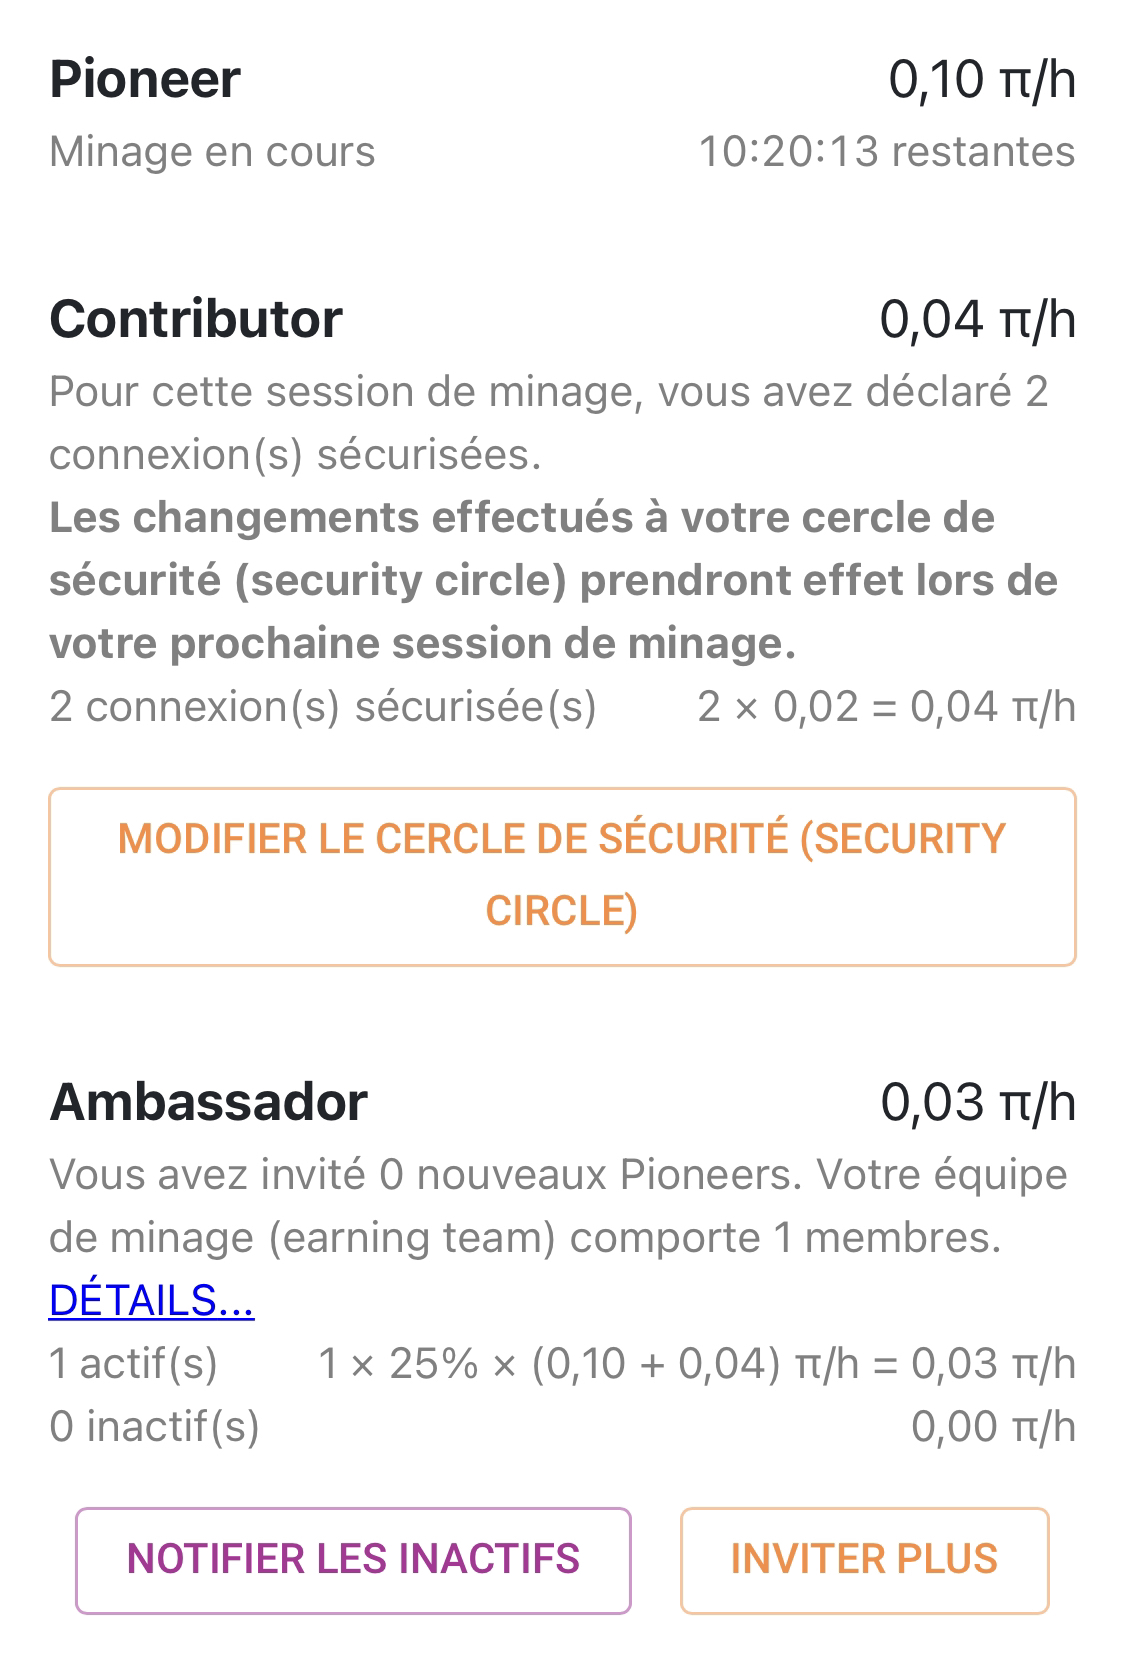 Pioneer 0,10 π/h
Minage en cours 10:20:13 restantes
Contributor 0,04 π/h
Pour cette session de minage, vous avez déclaré 2
connexion(s) sécurisées.
Les changements effectués à votre cercle de
sécurité (security circle) prendront effet lors de
votre prochaine session de minage.
2 connexion(s) sécurisée(s) 2 × 0,02 = 0,04 π/h
MODIFIER LE CERCLE DE SÉCURITÉ (SECURITY
CIRCLE)
Ambassador 0,03 π/h
Vous avez invité 0 nouveaux Pioneers. Votre équipe
de minage (earning team) comporte 1 membres.
DÉTAILS...
1 actif(s) 1 × 25% × (0,10 + 0,04) π/h = 0,03 π/h
0 inactif(s) 0,00 π/h
NOTIFIER LES INACTIFS INVITER PLUS